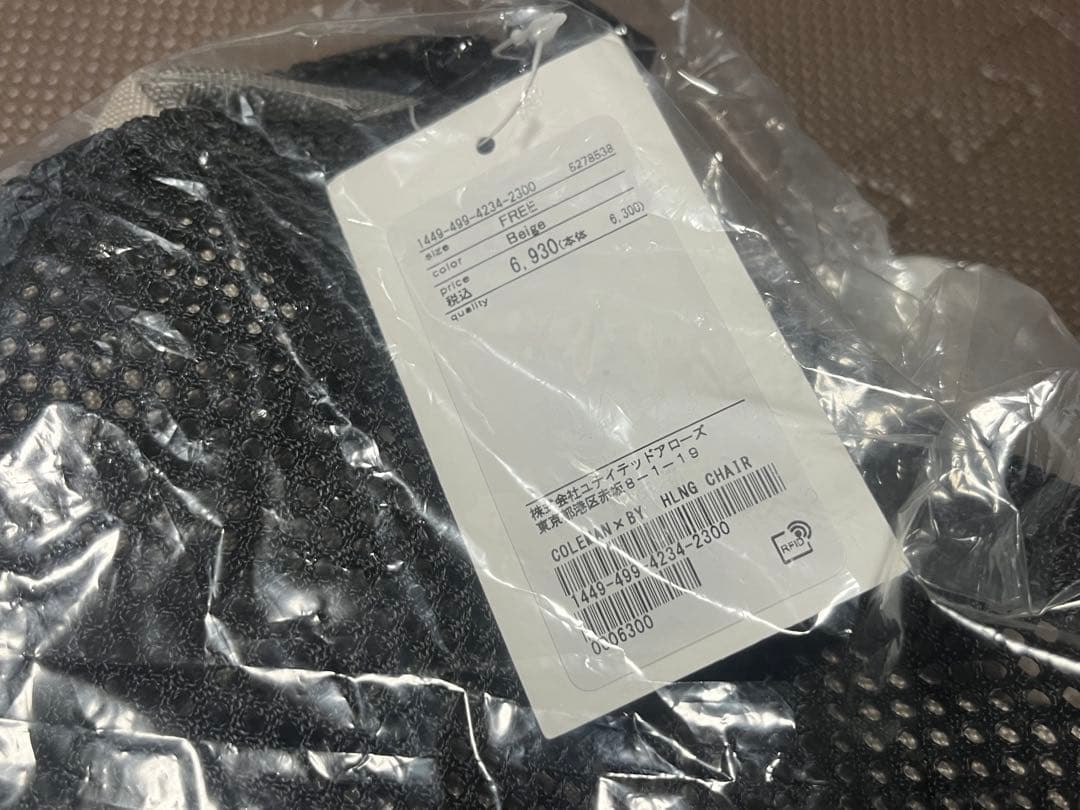 1449-499-4234-2300 6278538
size FREE
color Beige
price
税込 6,930(本体 6,300)
quality
株式会社ユナイテッドアローズ
東京都港区赤坂8-1-19
COLEMAN×BY HLNG CHAIR
1449-499-4234-2300
0006300
RFID